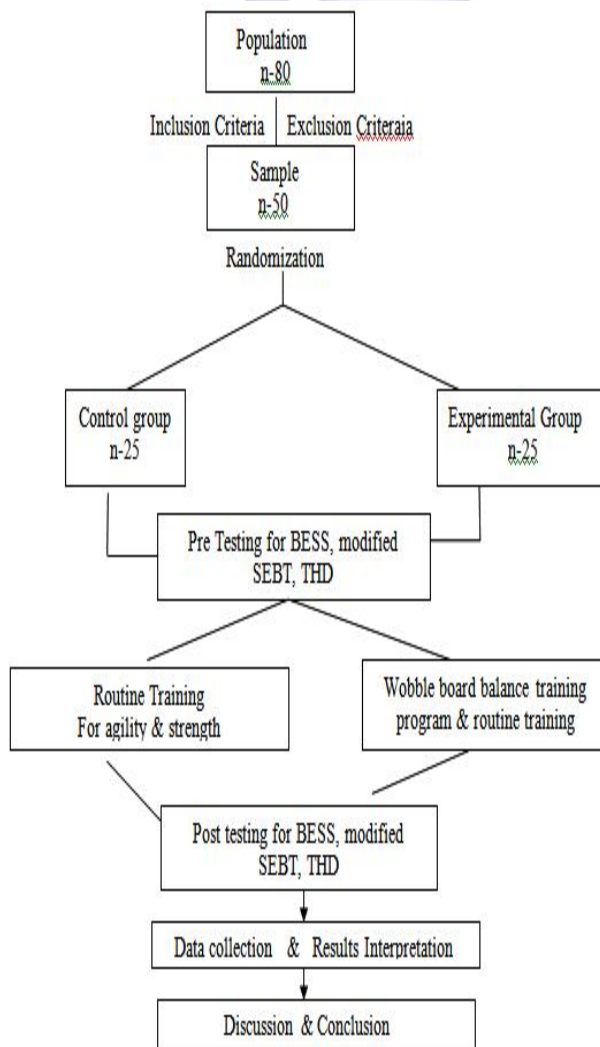 Population
n-80
Inclusion Criteria Exclusion Criteraia
Sample
n-50
Randomization
Control group
n-25
Experimental Group
n-25
Pre Testing for BESS, modified
SEBT, THD
Routine Training
For agility & strength
Wobble board balance training
program & routine training
Post testing for BESS, modified
SEBT, THD
Data collection & Results Interpretation
Discussion & Conclusion